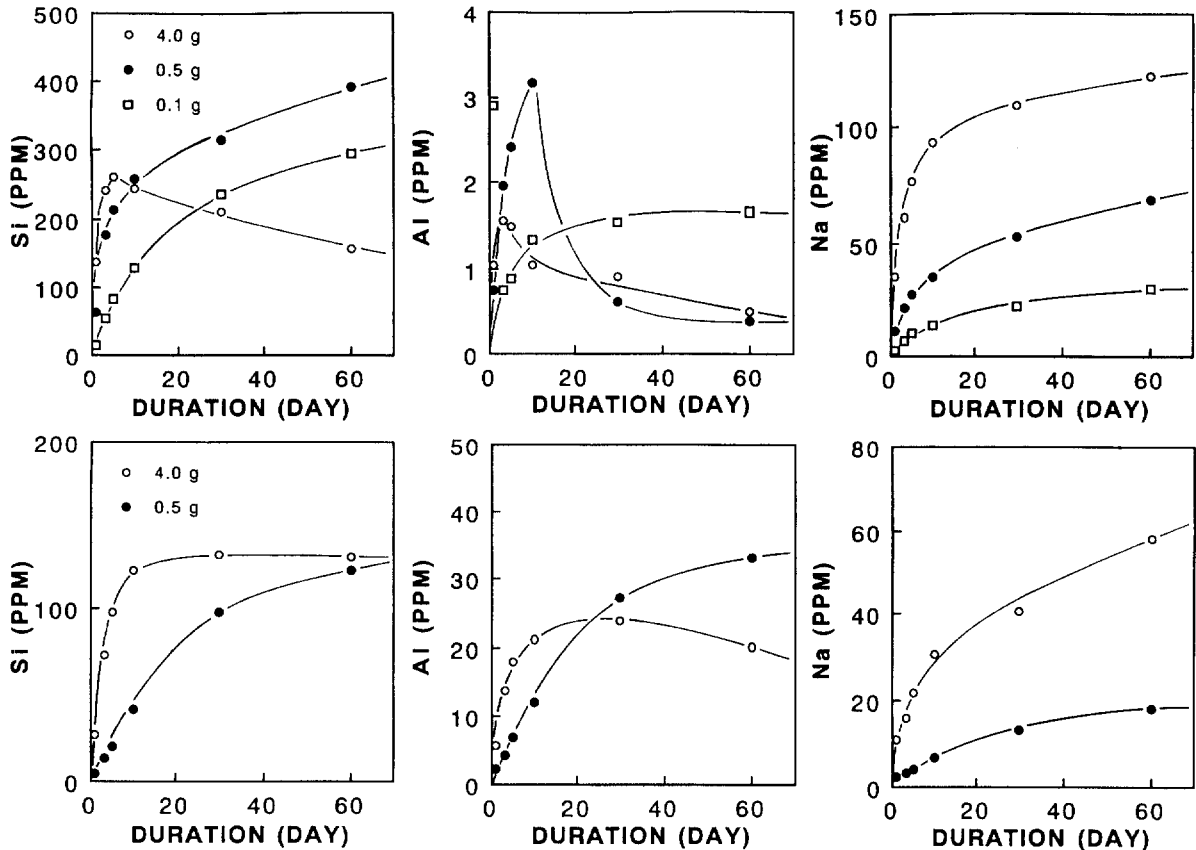 Si (PPM)
500
400
300
200
100
0
4.0 g
0.5 g
0.1 g
0 20 40 60
DURATION (DAY)
Al (PPM)
4
3
2
1
0
0 20 40 60
DURATION (DAY)
Na (PPM)
150
100
50
0
0 20 40 60
DURATION (DAY)
Si (PPM)
200
100
0
4.0 g
0.5 g
0 20 40 60
DURATION (DAY)
Al (PPM)
50
40
30
20
10
0
0 20 40 60
DURATION (DAY)
Na (PPM)
80
60
40
20
0
0 20 40 60
DURATION (DAY)